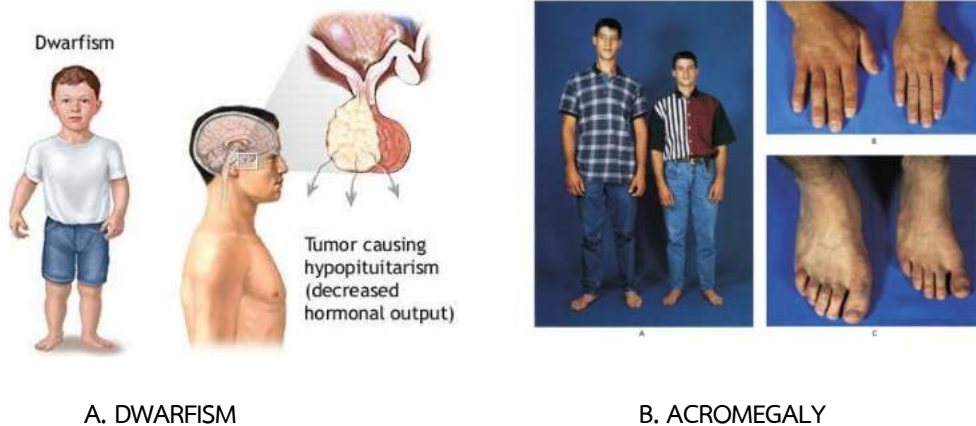 Dwarfism
Tumor causing
hypopituitarism
(decreased
hormonal output)
A
B
C
A. DWARFISM
B. ACROMEGALY